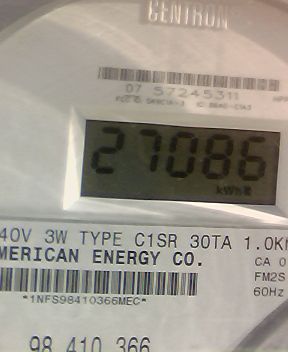 CENTRON
07 57245311
27086
kWh
40V 3W TYPE C1SR 30TA 1.0K
MERICAN ENERGY CO.
CA 0
FM2S
60Hz
*1NFS98410366MEC*
98 410 366